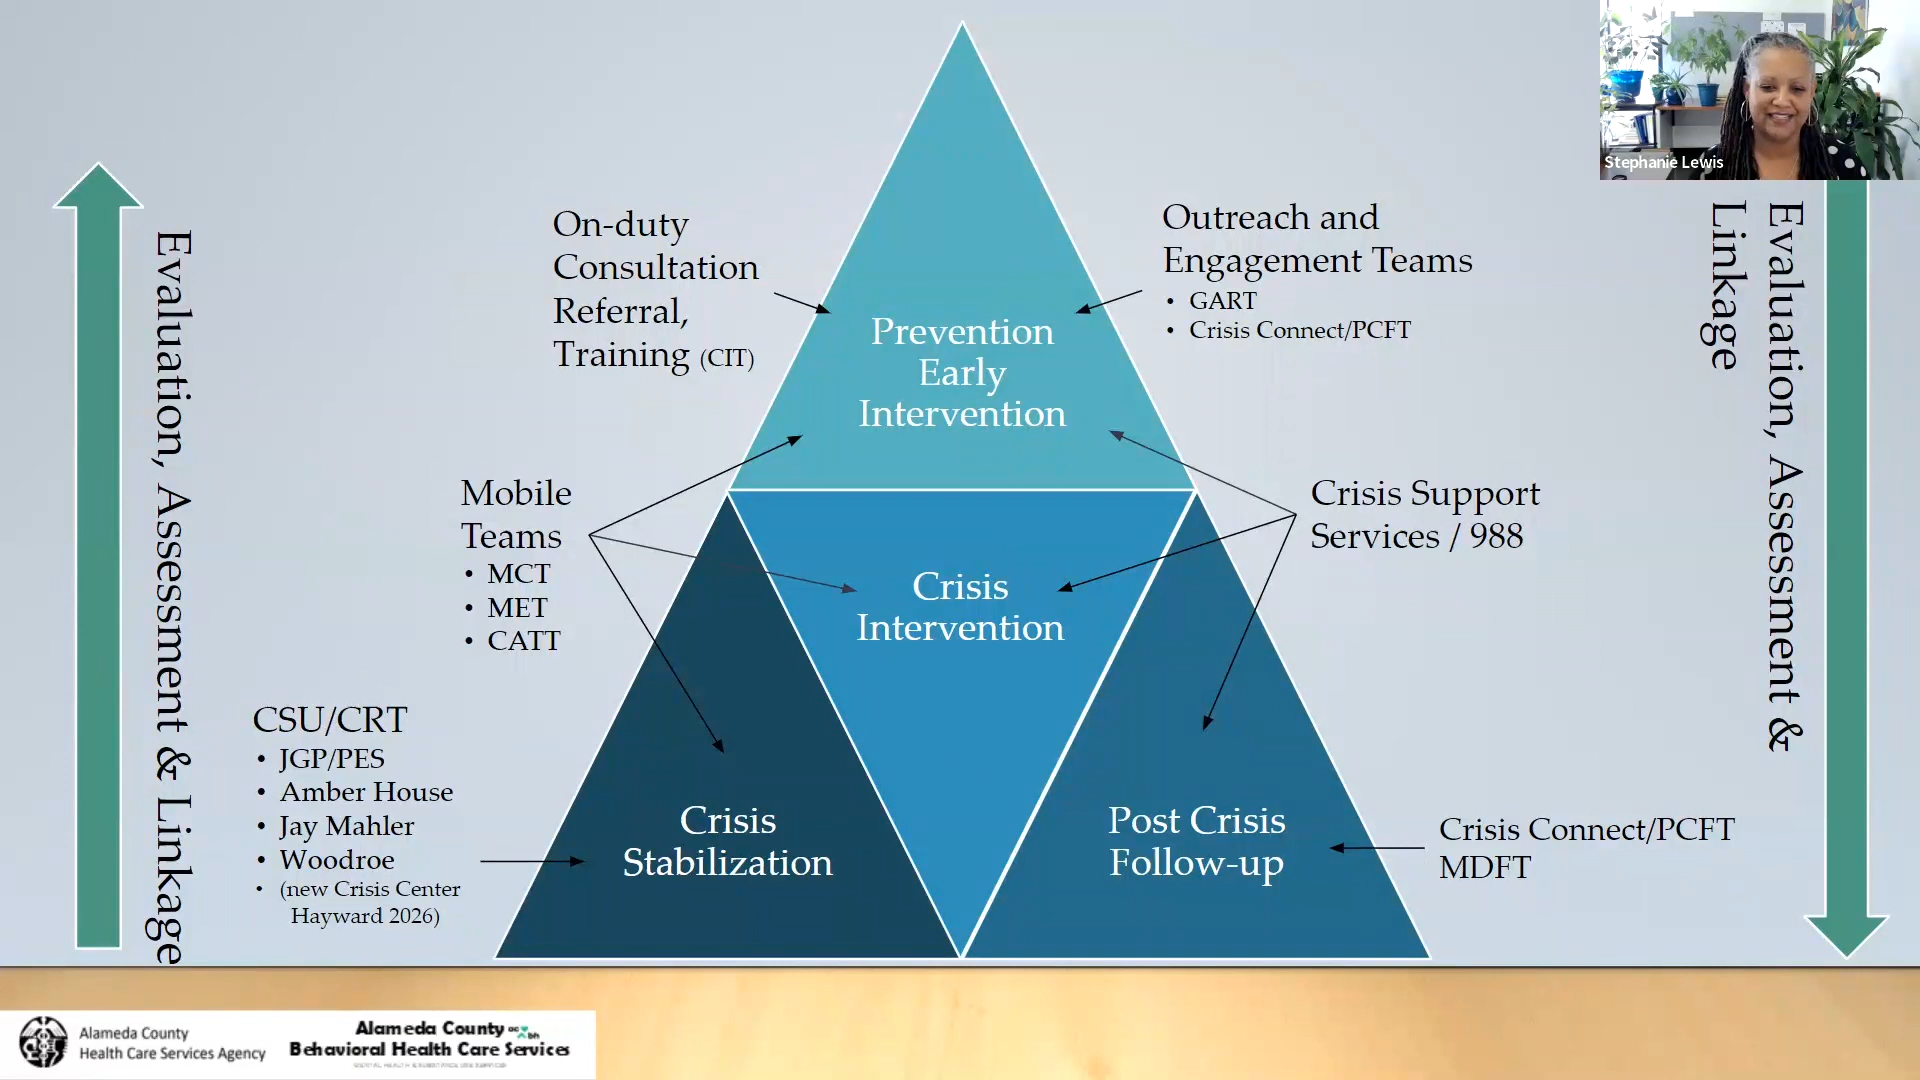 Stephanie Lewis
On-duty
Consultation
Referral,
Training (CIT)
Outreach and
Engagement Teams
• GART
• Crisis Connect/PCFT
Prevention
Early
Intervention
Mobile
Teams
• MCT
• MET
• CATT
Crisis Support
Services / 988
Crisis
Intervention
CSU/CRT
• JGP/PES
• Amber House
• Jay Mahler
• Woodroe
• (new Crisis Center
Hayward 2026)
Crisis
Stabilization
Post Crisis
Follow-up
Crisis Connect/PCFT
MDFT
Evaluation, Assessment & Linkage
Evaluation, Assessment &
Linkage
Alameda County
Health Care Services Agency
Alameda County
Behavioral Health Care Services